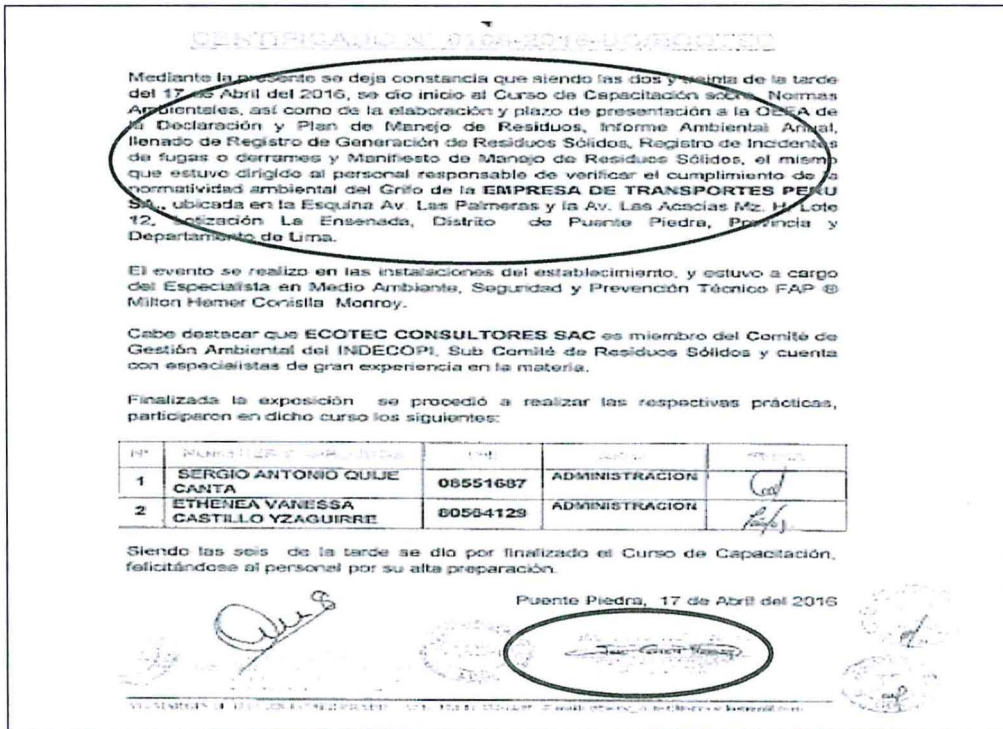 CERTIFICADO N° 0108-2016-UG/ECOTEC
Mediante la presente se deja constancia que siendo las dos y treinta de la tarde
del 17 de Abril del 2016, se dio inicio al Curso de Capacitación sobre Normas
Ambientales, así como de la elaboración y plazo de presentación a la OEFA de
la Declaración y Plan de Manejo de Residuos, Informe Ambiental Anual,
llenado de Registro de Generación de Residuos Sólidos, Registro de Incidentes
de fugas o derrames y Manifiesto de Manejo de Residuos Sólidos, el mismo
que estuvo dirigido al personal responsable de verificar el cumplimiento de la
normatividad ambiental del Grifo de la EMPRESA DE TRANSPORTES PERU
SA., ubicada en la Esquina Av. Las Palmeras y la Av. Las Acacias Mz. H, Lote
12, Lotización La Ensenada, Distrito de Puente Piedra, Provincia y
Departamento de Lima.
El evento se realizo en las instalaciones del establecimiento, y estuvo a cargo
del Especialista en Medio Ambiente, Seguridad y Prevención Técnico FAP ®
Milton Hemer Conislla Monroy.
Cabe destacar que ECOTEC CONSULTORES SAC es miembro del Comité de
Gestión Ambiental del INDECOPI, Sub Comité de Residuos Sólidos y cuenta
con especialistas de gran experiencia en la materia.
Finalizada la exposición se procedió a realizar las respectivas prácticas,
participaron en dicho curso los siguientes:
N°
1 SERGIO ANTONIO QUIJE CANTA 08551687 ADMINISTRACION
2 ETHENEA VANESSA CASTILLO YZAGUIRRE 80564129 ADMINISTRACION
Siendo las seis de la tarde se dio por finalizado el Curso de Capacitación,
felicitándose al personal por su alta preparación.
Puente Piedra, 17 de Abril del 2016